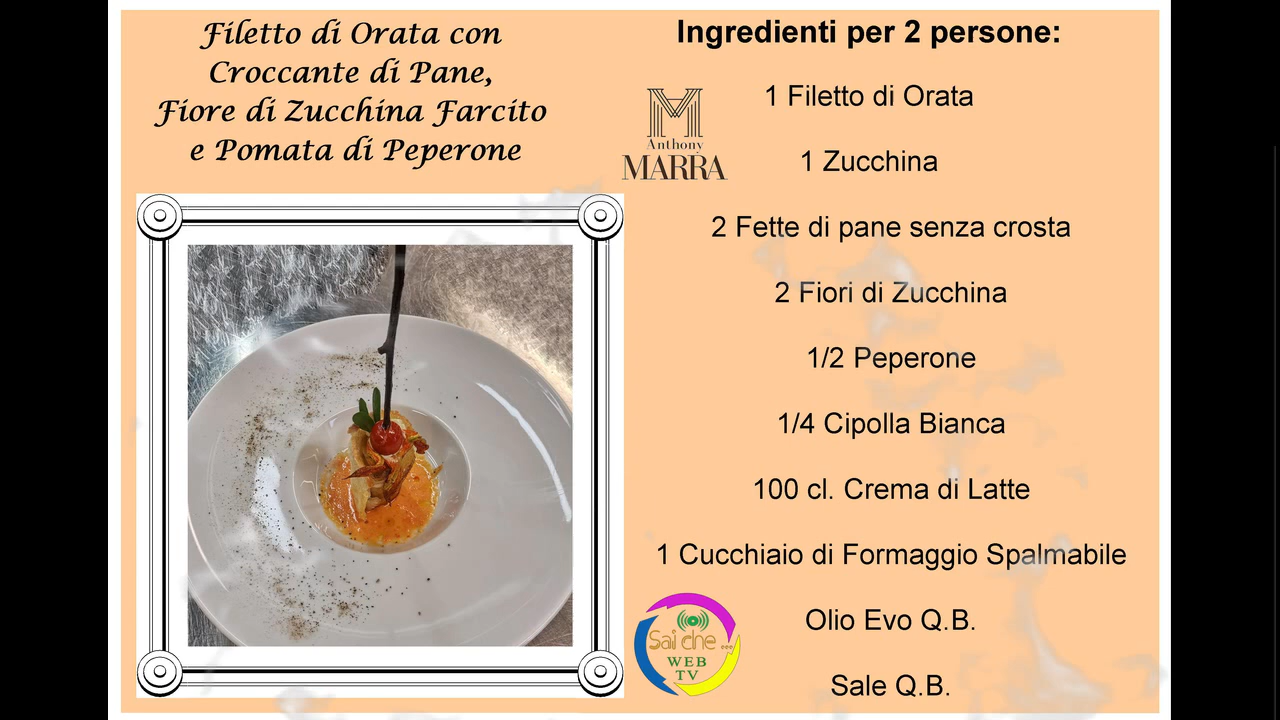 Filetto di Orata con
Croccante di Pane,
Fiore di Zucchina Farcito
e Pomata di Peperone
Ingredienti per 2 persone:
M
Anthony
MARRA
1 Filetto di Orata
1 Zucchina
2 Fette di pane senza crosta
2 Fiori di Zucchina
1/2 Peperone
1/4 Cipolla Bianca
100 cl. Crema di Latte
1 Cucchiaio di Formaggio Spalmabile
Olio Evo Q.B.
Sale Q.B.
Sai che ...
WEB
TV